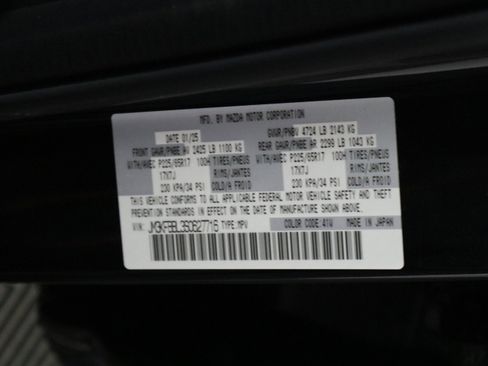 MFD. BY MAZDA MOTOR CORPORATION
DATE 01/25 GVWR/PNBV 4724 LB 2143 KG
FRONT GAWR/PNBE AV 2425 LB 1100 KG REAR GAWR/PNBE AR 2299 LB 1043 KG
WITH/AVEC P225/65R17 100H TIRES/PNEU WITH/AVEC P225/65R17 100H TIRES/PNEU
17X7J RIMS/JANTES 17X7J RIMS/JANTES
230 KPA/34 PSI COLD/A FROID 230 KPA/34 PSI COLD/A FROID
THIS VEHICLE CONFORMS TO ALL APPLICABLE FEDERAL MOTOR VEHICLE SAFETY AND THEFT
PREVENTION STANDARDS IN EFFECT ON THE DATE OF MANUFACTURE SHOWN ABOVE.
VIN: TYPE: MPV COLOR CODE: 41W MADE IN JAPAN